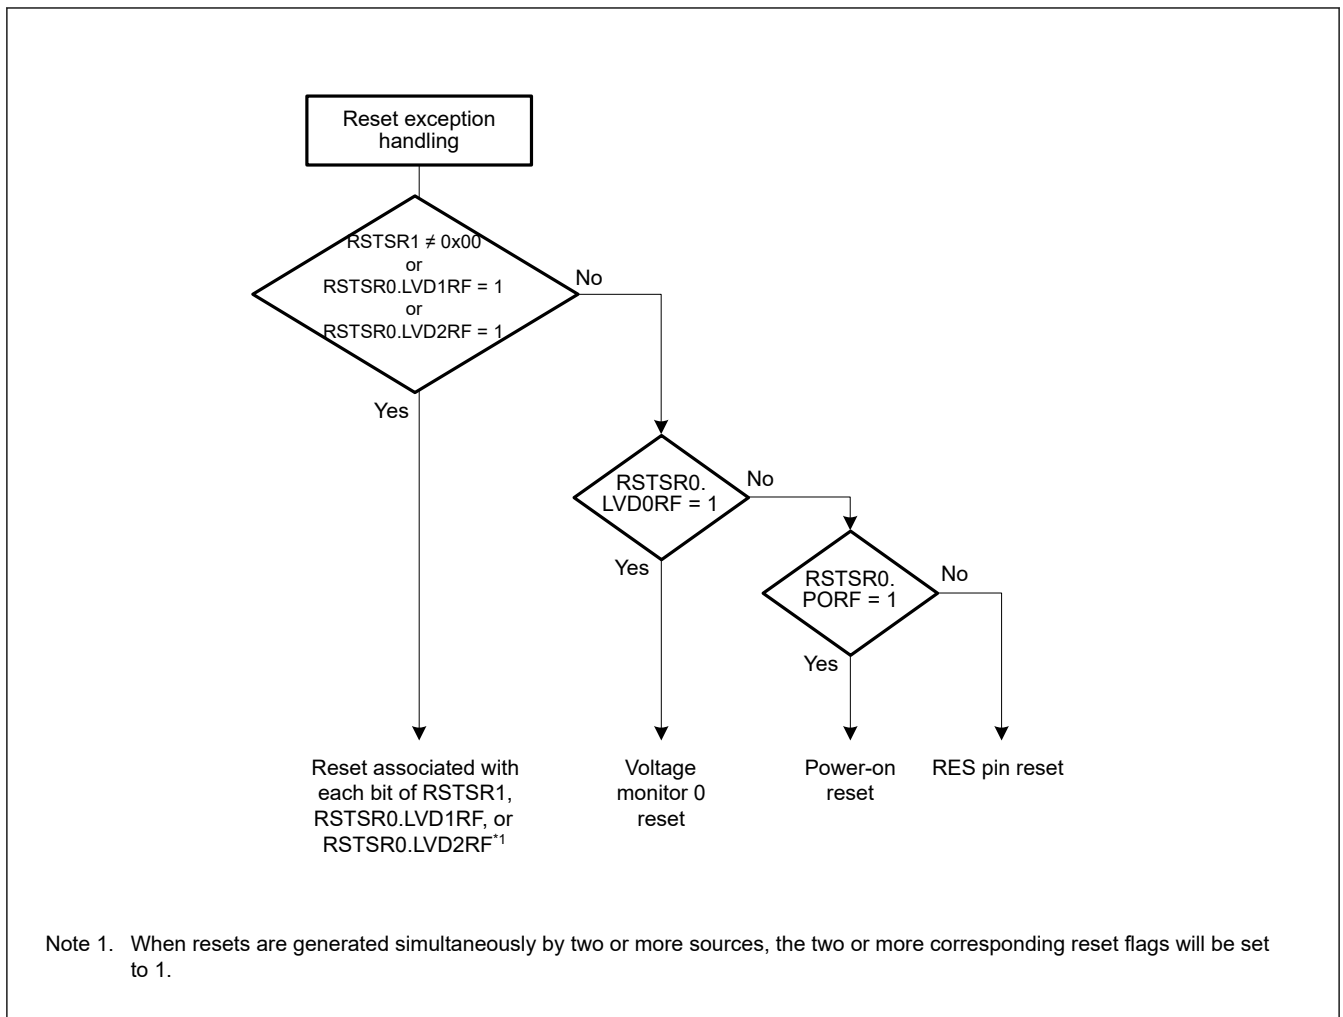 Reset exception
handling
RSTSR1 ≠ 0x00
or
RSTSR0.LVD1RF = 1
or
RSTSR0.LVD2RF = 1
No
Yes
RSTSR0.
LVD0RF = 1
No
Yes
RSTSR0.
PORF = 1
No
Yes
Reset associated with
each bit of RSTSR1,
RSTSR0.LVD1RF, or
RSTSR0.LVD2RF*1
Voltage
monitor 0
reset
Power-on
reset
RES pin reset
Note 1. When resets are generated simultaneously by two or more sources, the two or more corresponding reset flags will be set
to 1.